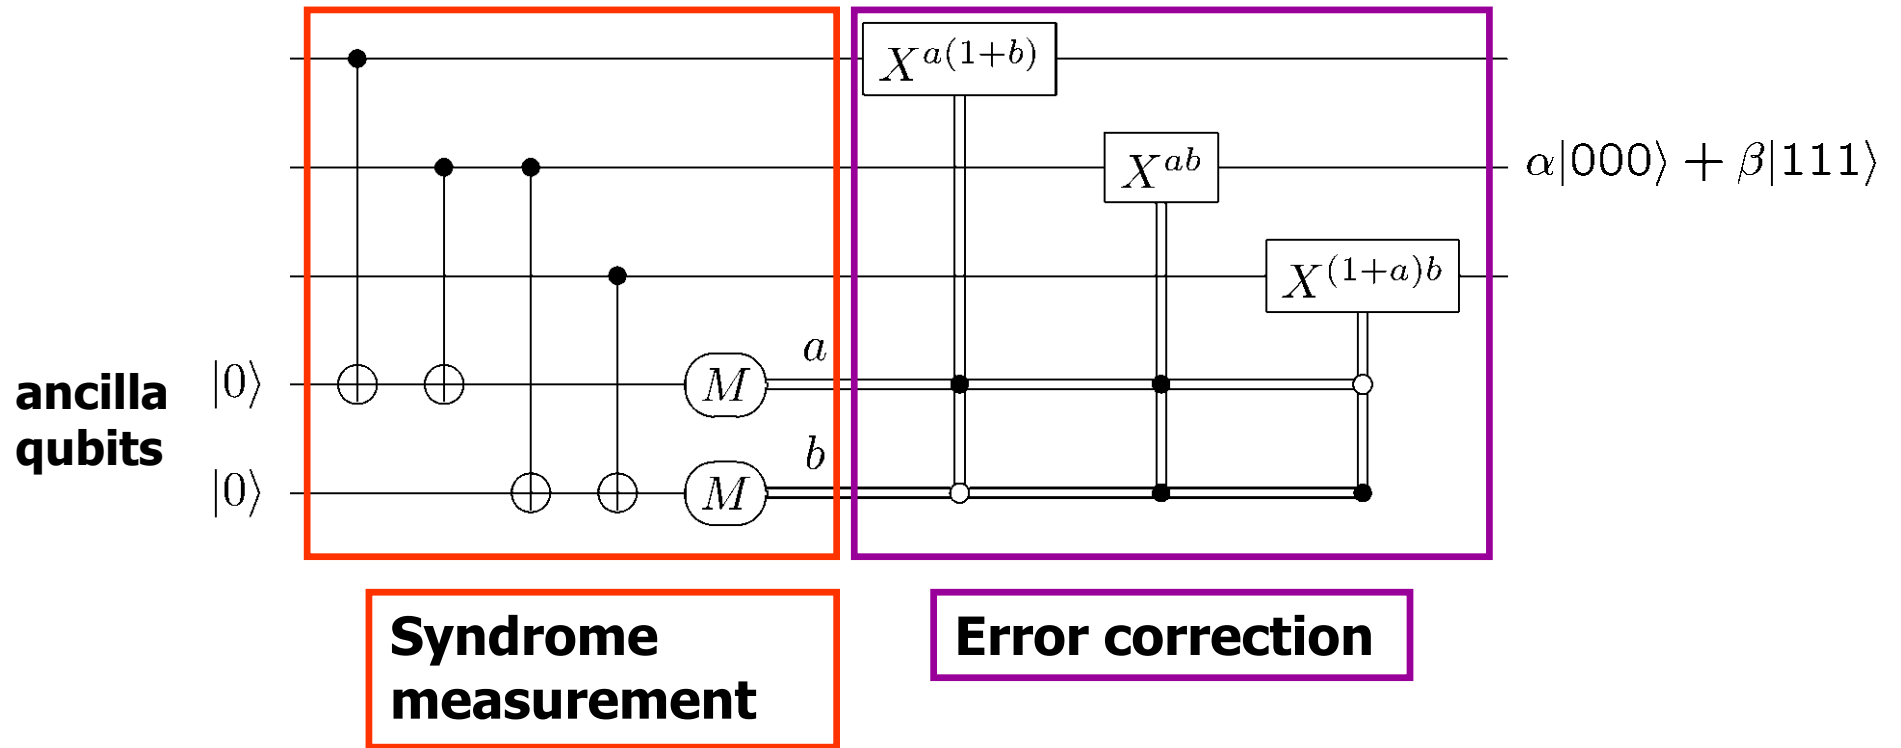 X^{a(1+b)}
X^{ab}
α|000⟩ + β|111⟩
X^{(1+a)b}
a
ancilla
qubits
|0⟩
M
b
|0⟩
M
Syndrome
measurement
Error correction